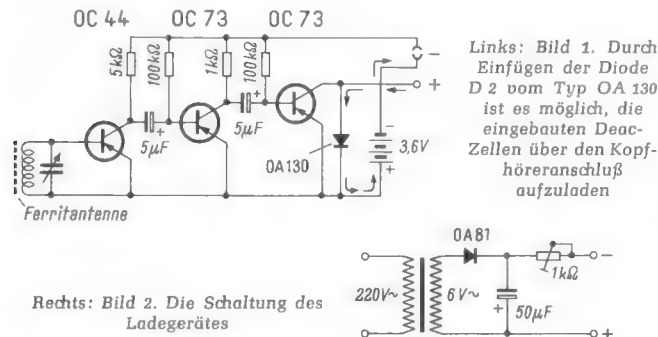 OC 44 OC 73 OC 73
5kΩ 100kΩ 1kΩ 100kΩ
+ +
5µF 5µF
−
+
−
3,6V
+
OA130
Ferritantenne
Links: Bild 1. Durch
Einfügen der Diode
D 2 vom Typ OA 130
ist es möglich, die
eingebauten Deac-
Zellen über den Kopf-
höreranschluß
aufzuladen
Rechts: Bild 2. Die Schaltung des
Ladegerätes
OA81
−
1kΩ
220V~ 6V~
50µF
+
+